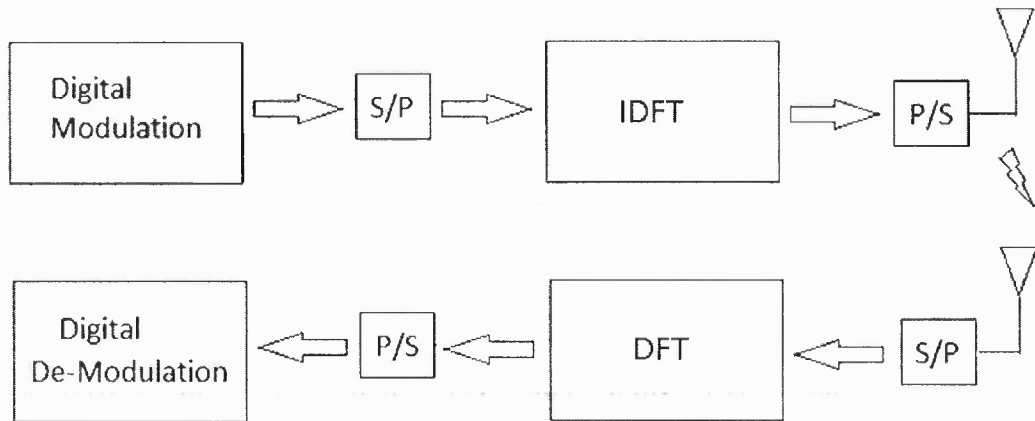 Digital
Modulation
S/P
IDFT
P/S
Digital
De-Modulation
P/S
DFT
S/P